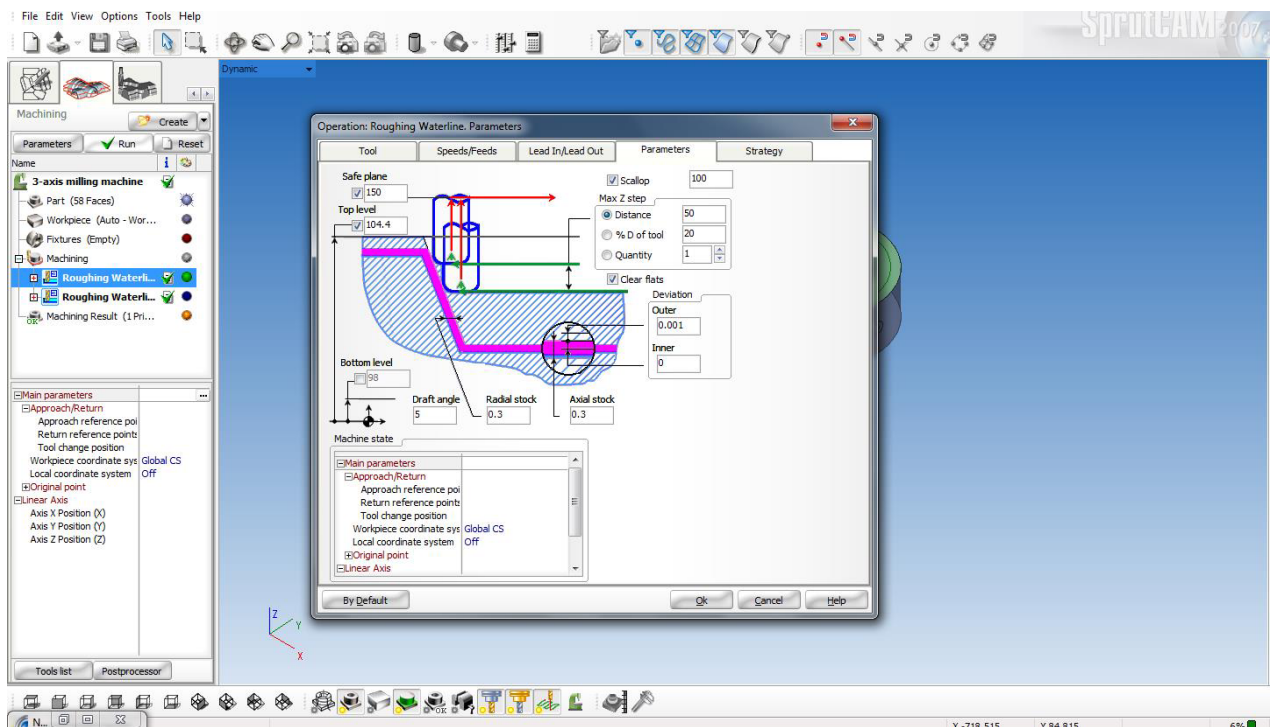 File Edit View Options Tools Help
SprutCAM 2007
Dynamic
Machining
Create
Parameters Run Reset
Name
3-axis milling machine
Part (58 Faces)
Workpiece (Auto - Wor...
Fixtures (Empty)
Machining
Roughing Waterli...
Roughing Waterli...
Machining Result (1 Pri...
Main parameters ...
Approach/Return
Approach reference poi
Return reference points
Tool change position
Workpiece coordinate sys Global CS
Local coordinate system Off
Original point
Linear Axis
Axis X Position (X)
Axis Y Position (Y)
Axis Z Position (Z)
Tools list Postprocessor
Operation: Roughing Waterline. Parameters
Tool Speeds/Feeds Lead In/Lead Out Parameters Strategy
Safe plane
150
Top level
104.4
Scallop 100
Max Z step
Distance 50
% D of tool 20
Quantity 1
Clear flats
Deviation
Outer
0.001
Inner
0
Bottom level
98
Draft angle Radial stock Axial stock
5 0.3 0.3
Machine state
Main parameters
Approach/Return
Approach reference poi
Return reference points
Tool change position
Workpiece coordinate sys Global CS
Local coordinate system Off
Original point
Linear Axis
By Default Ok Cancel Help
Z
Y
X
OK
N...
X -718.515 Y 84.815 6%